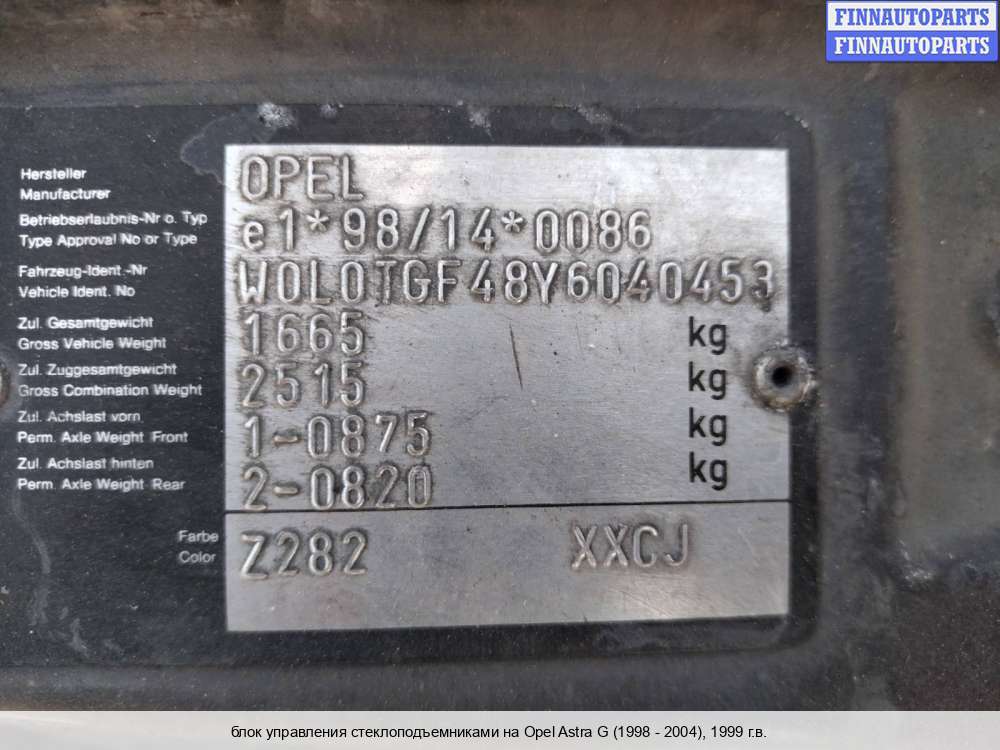 FINNAUTOPARTS
FINNAUTOPARTS
Hersteller
Manufacturer
OPEL
Betriebserlaubnis-Nr o. Typ
Type Approval No or Type
e1*98/14*0086
Fahrzeug-Ident.-Nr
Vehicle Ident. No
W0L0TGF48Y6040453
Zul. Gesamtgewicht
Gross Vehicle Weight
1665 kg
Zul. Zuggesamtgewicht
Gross Combination Weight
2515 kg
Zul. Achslast vorn
Perm. Axle Weight Front
1-0875 kg
Zul. Achslast hinten
Perm. Axle Weight Rear
2-0820 kg
Farbe
Color
Z282 XXCJ
блок управления стеклоподъемниками на Opel Astra G (1998 - 2004), 1999 г.в.